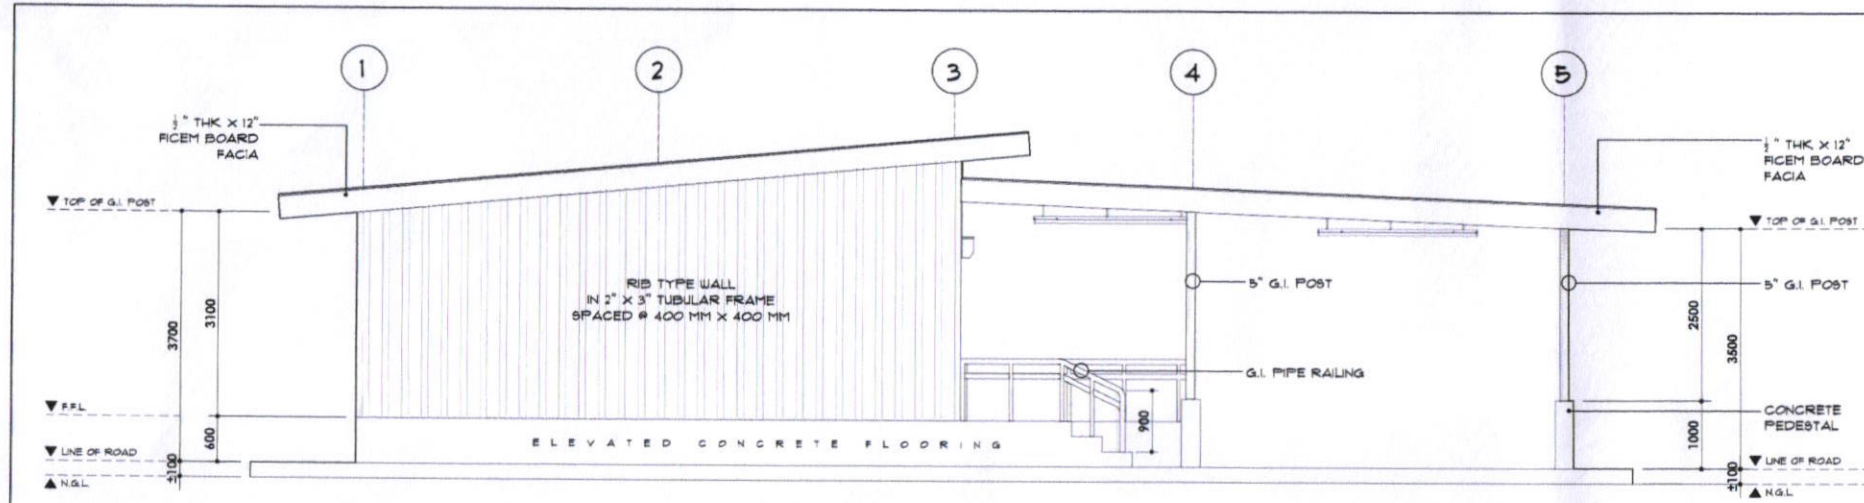 1
2
3
4
5
½" THK X 12"
FICEM BOARD
FACIA
½" THK X 12"
FICEM BOARD
FACIA
TOP OF G.I. POST
TOP OF G.I. POST
RIB TYPE WALL
IN 2" X 3" TUBULAR FRAME
SPACED @ 400 MM X 400 MM
5" G.I. POST
5" G.I. POST
3700
3100
2500
3500
G.I. PIPE RAILING
F.F.L
900
CONCRETE
PEDESTAL
600
ELEVATED CONCRETE FLOORING
1000
LINE OF ROAD
LINE OF ROAD
±100
±100
N.G.L
N.G.L